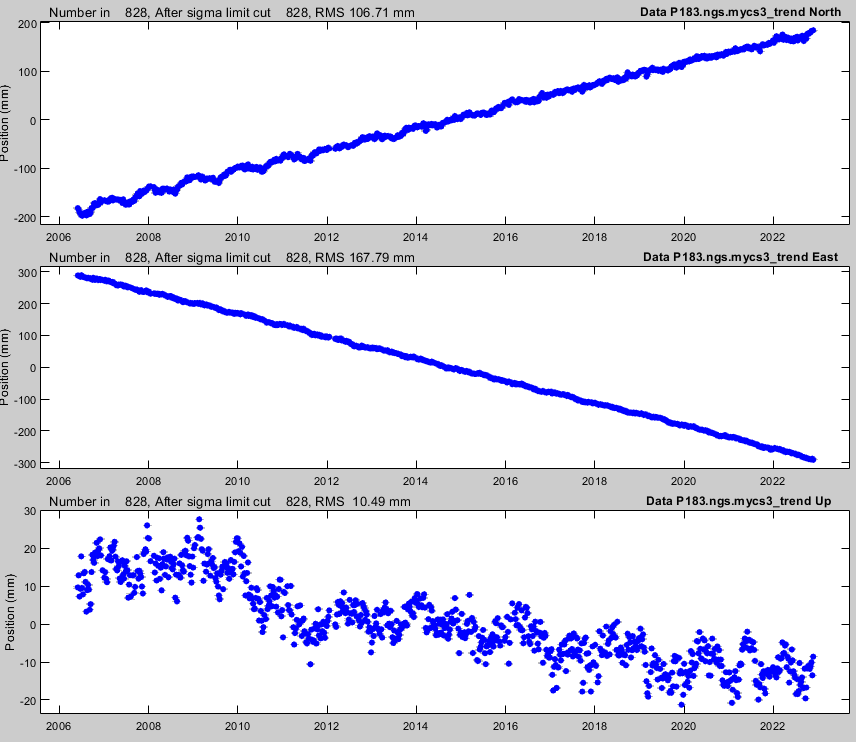 Number in 828, After sigma limit cut 828, RMS 106.71 mm
Data P183.ngs.mycs3_trend North
200
100
0
-100
-200
Position (mm)
2006 2008 2010 2012 2014 2016 2018 2020 2022
Number in 828, After sigma limit cut 828, RMS 167.79 mm
Data P183.ngs.mycs3_trend East
300
200
100
0
-100
-200
-300
Position (mm)
2006 2008 2010 2012 2014 2016 2018 2020 2022
Number in 828, After sigma limit cut 828, RMS 10.49 mm
Data P183.ngs.mycs3_trend Up
30
20
10
0
-10
-20
Position (mm)
2006 2008 2010 2012 2014 2016 2018 2020 2022